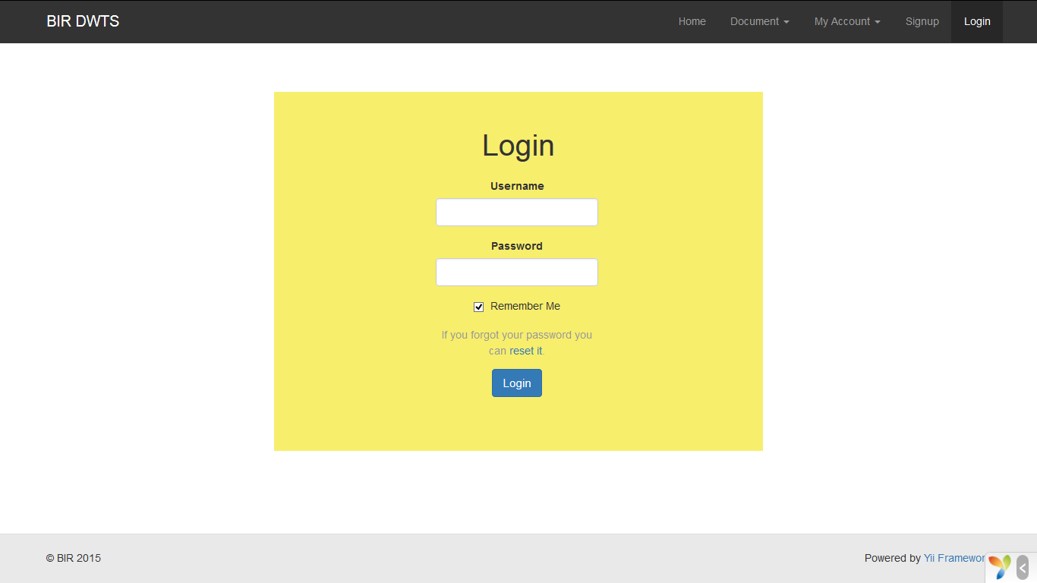 BIR DWTS Home Document My Account Signup Login
Login
Username
Password
Remember Me
If you forgot your password you
can reset it.
Login
© BIR 2015 Powered by Yii Framewor